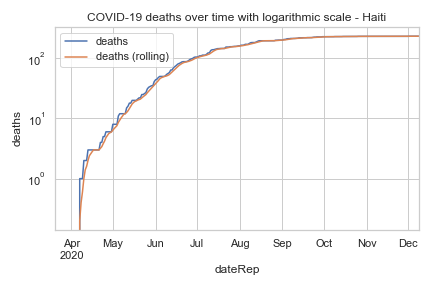 COVID-19 deaths over time with logarithmic scale - Haiti
deaths
deaths (rolling)
10²
10¹
10⁰
deaths
Apr May Jun Jul Aug Sep Oct Nov Dec
2020
dateRep